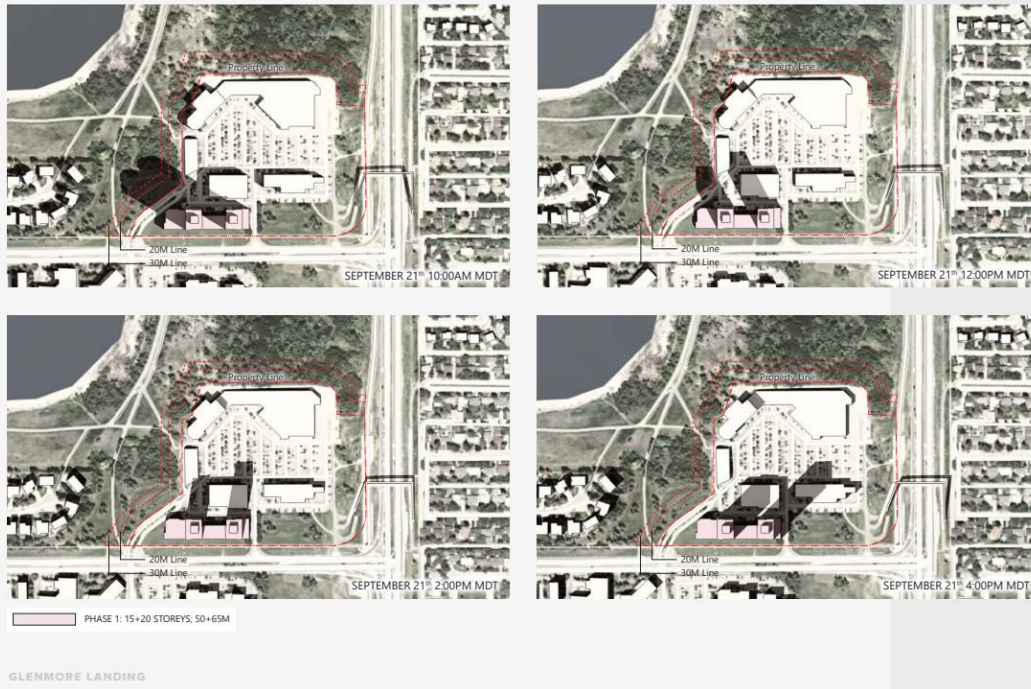 Property Line
20M Line
30M Line
SEPTEMBER 21th 10:00AM MDT
Property Line
20M Line
30M Line
SEPTEMBER 21th 12:00PM MDT
Property Line
20M Line
30M Line
SEPTEMBER 21th 2:00PM MDT
Property Line
20M Line
30M Line
SEPTEMBER 21th 4:00PM MDT
PHASE 1: 15+20 STOREYS; 50+65M
GLENMORE LANDING